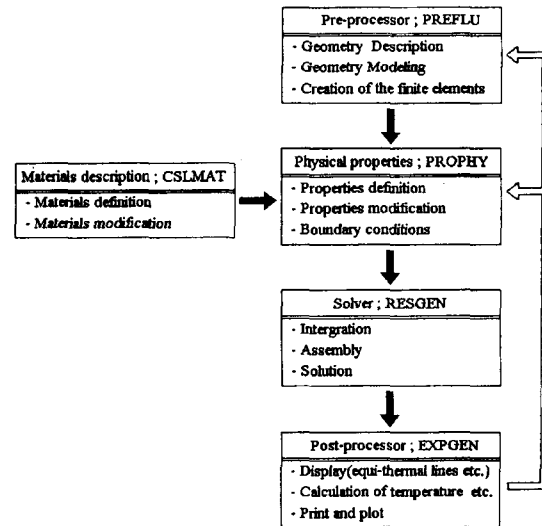 Pre-processor ; PREFLU
- Geometry Description
- Geometry Modeling
- Creation of the finite elements
Materials description ; CSLMAT
- Materials definition
- Materials modification
Physical properties ; PROPHY
- Properties definition
- Properties modification
- Boundary conditions
Solver ; RESGEN
- Intergration
- Assembly
- Solution
Post-processor ; EXPGEN
- Display(equi-thermal lines etc.)
- Calculation of temperature etc.
- Print and plot